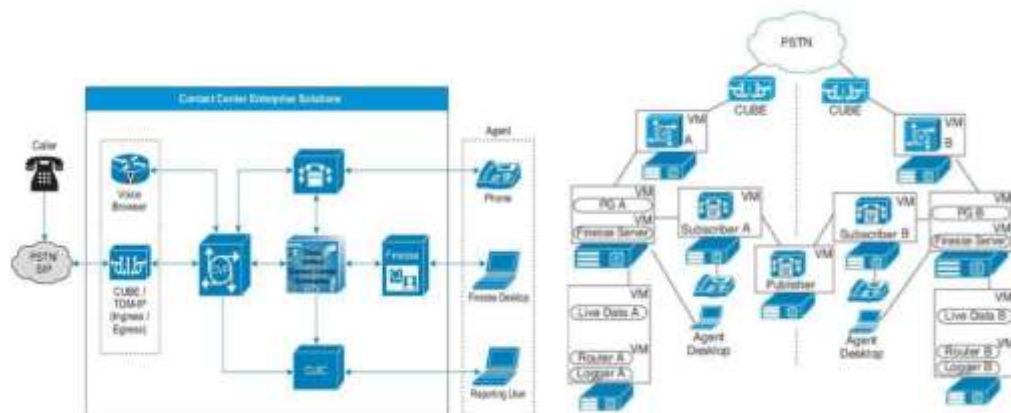 Contact Center Enterprise Solutions
Caller
PSTN/
SIP
Voice
Browser
CUBE /
TDM-IP
(Ingress /
Egress)
CVP
Finesse
CUIC
Agent
Phone
Finesse Desktop
Reporting User
PSTN
CUBE
CUBE
VM
A
VM
B
VM
PG A
VM
Finesse Server
VM
Subscriber A
VM
Publisher
VM
Subscriber B
VM
PG B
VM
Finesse Server
VM
Live Data A
VM
Router A
Logger A
Agent
Desktop
Agent
Desktop
VM
Live Data B
VM
Router B
Logger B